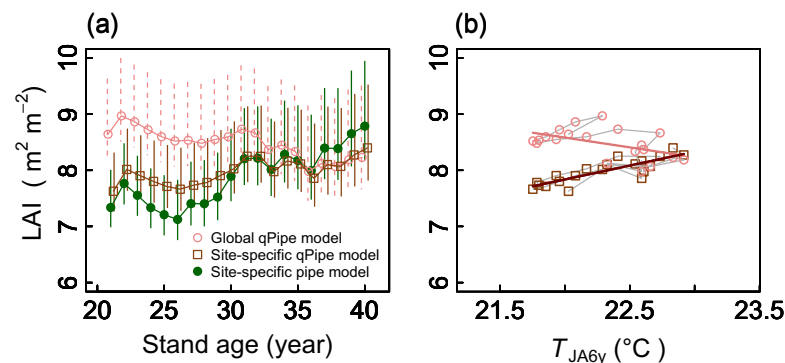 (a)
10
9
8
7
6
LAI ( m² m⁻²)
Global qPipe model
Site-specific qPipe model
Site-specific pipe model
20 25 30 35 40
Stand age (year)
(b)
10
9
8
7
6
21.5 22.5 23.5
T_JA6y (°C)